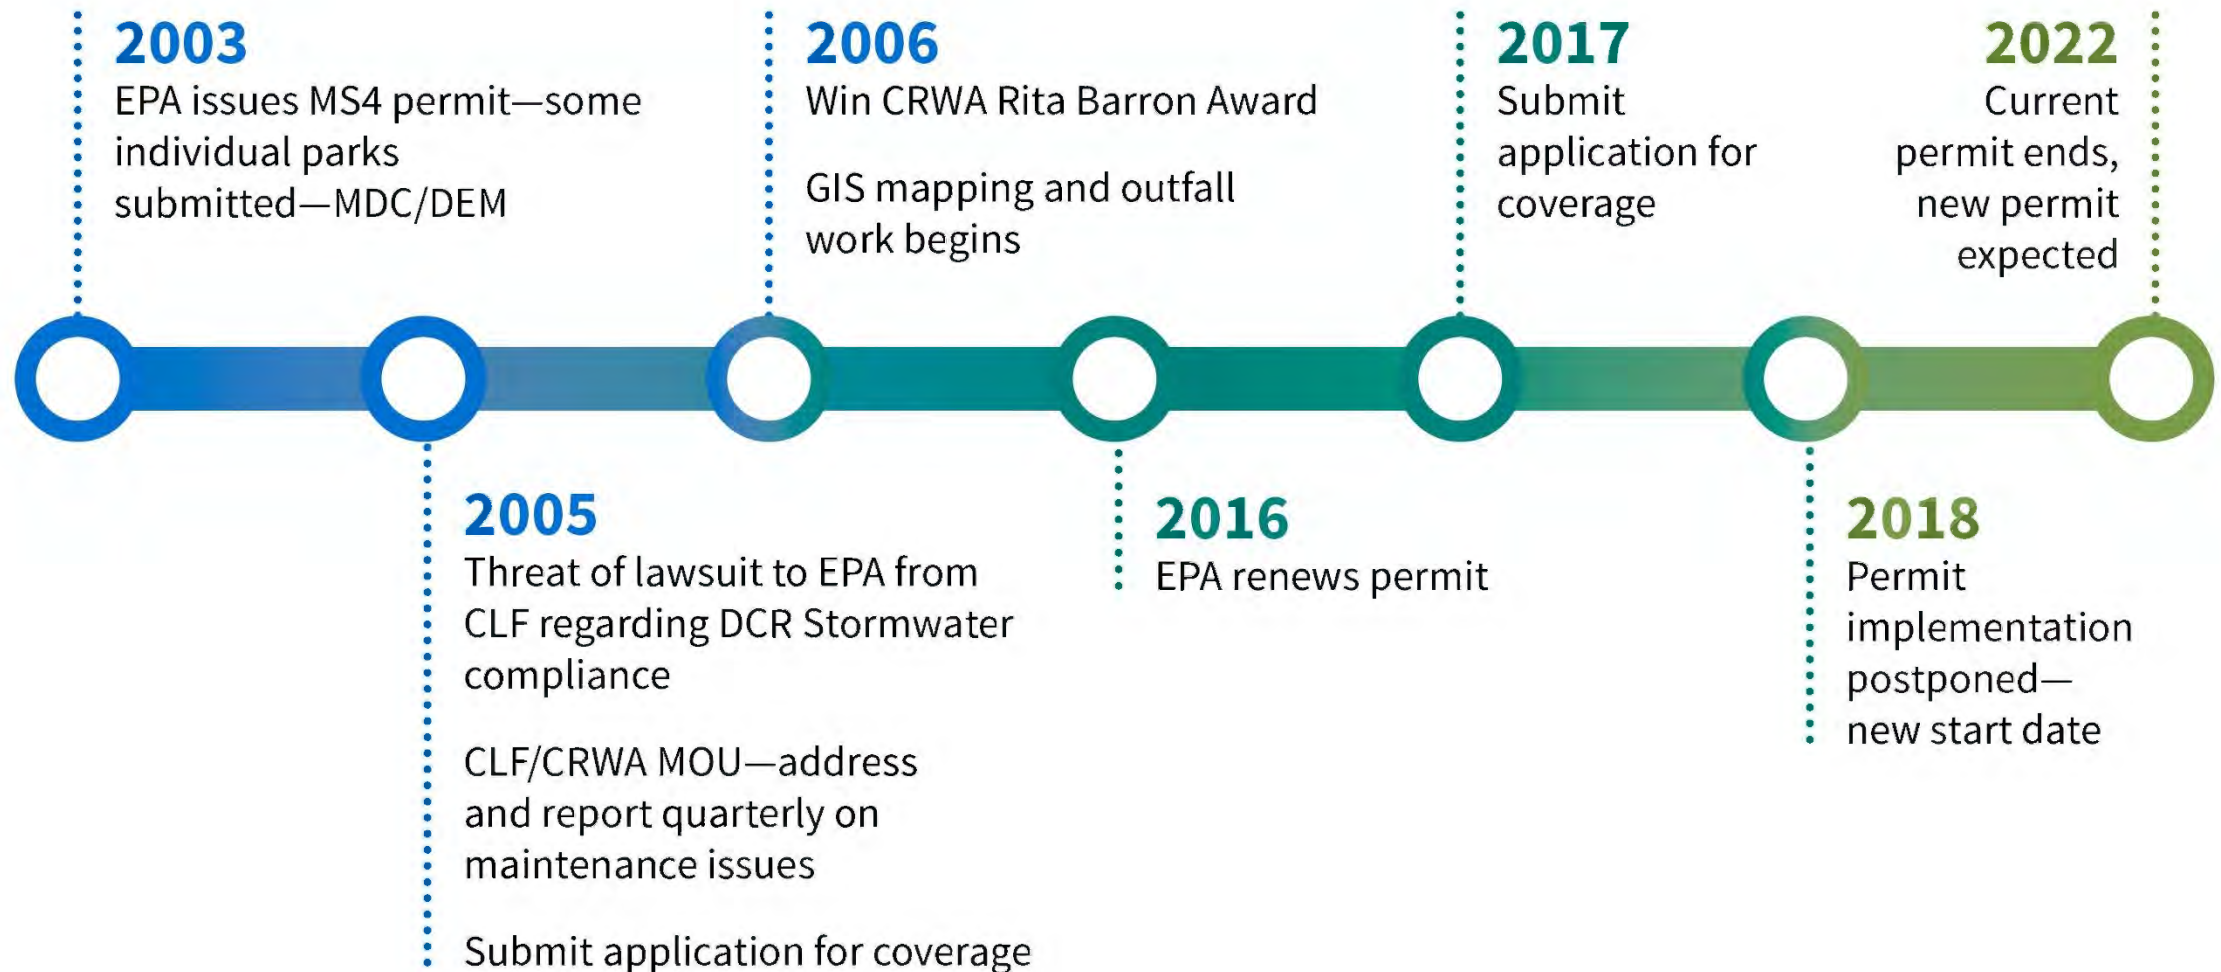 2003
EPA issues MS4 permit—some
individual parks
submitted—MDC/DEM
2005
Threat of lawsuit to EPA from
CLF regarding DCR Stormwater
compliance
CLF/CRWA MOU—address
and report quarterly on
maintenance issues
Submit application for coverage
2006
Win CRWA Rita Barron Award
GIS mapping and outfall
work begins
2016
EPA renews permit
2017
Submit
application for
coverage
2018
Permit
implementation
postponed—
new start date
2022
Current
permit ends,
new permit
expected